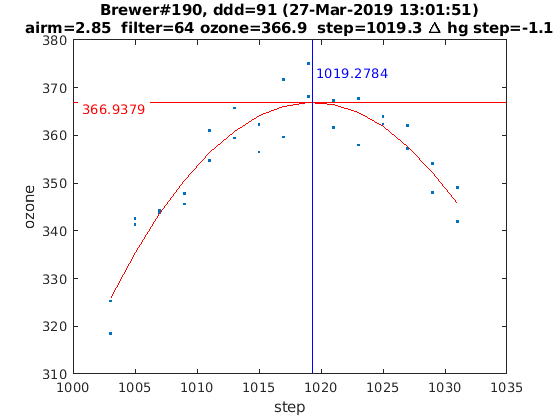 Brewer#190, ddd=91 (27-Mar-2019 13:01:51)
airm=2.85 filter=64 ozone=366.9 step=1019.3 Δ hg step=-1.1
380
370
360
350
340
330
320
310
ozone
366.9379
1019.2784
1000 1005 1010 1015 1020 1025 1030 1035
step